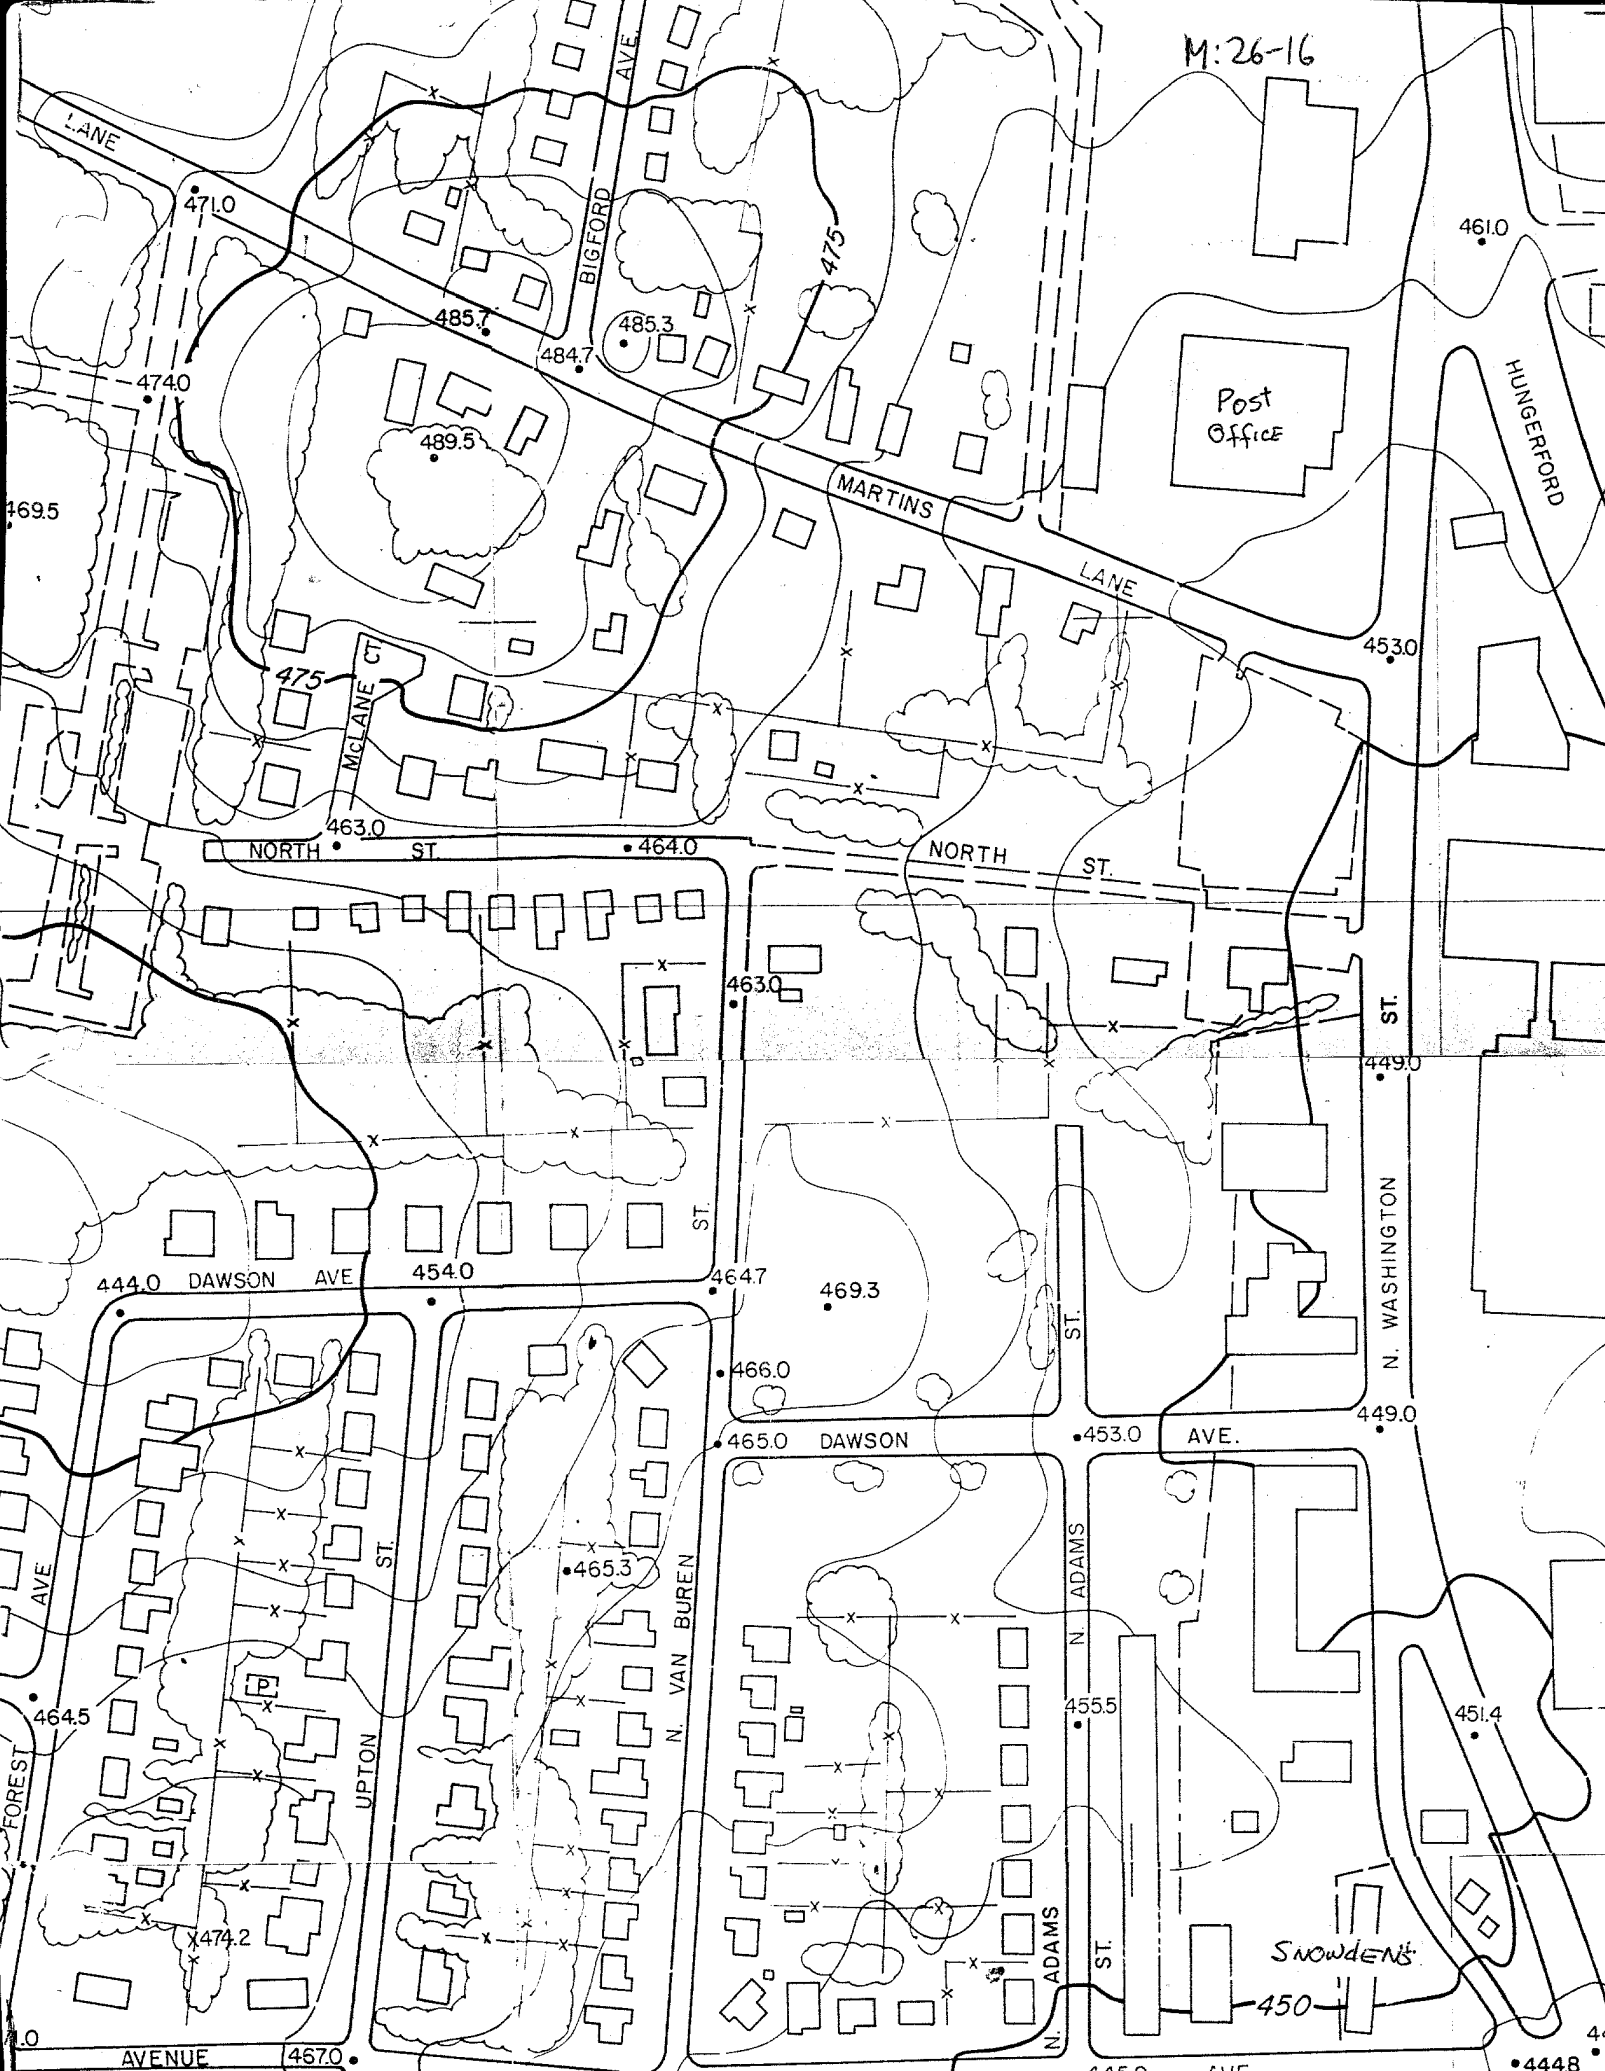 M: 26-16
AVE.
LANE
471.0
461.0
BIGFORD
475
485.7
485.3
484.7
474.0
Post
Office
HUNGERFORD
489.5
469.5
MARTINS
LANE
453.0
475
McLANE CT.
463.0
NORTH ST.
464.0
NORTH ST.
463.0
ST.
449.0
N. WASHINGTON
ST.
444.0 DAWSON AVE
454.0
464.7
469.3
ST.
466.0
465.0 DAWSON
453.0 AVE.
449.0
AVE
ST.
465.3
N. VAN BUREN
N. ADAMS
P
464.5
455.5
451.4
FOREST
UPTON
474.2
N. ADAMS
ST.
SNOWDENS
450
AVENUE
467.0
444.8